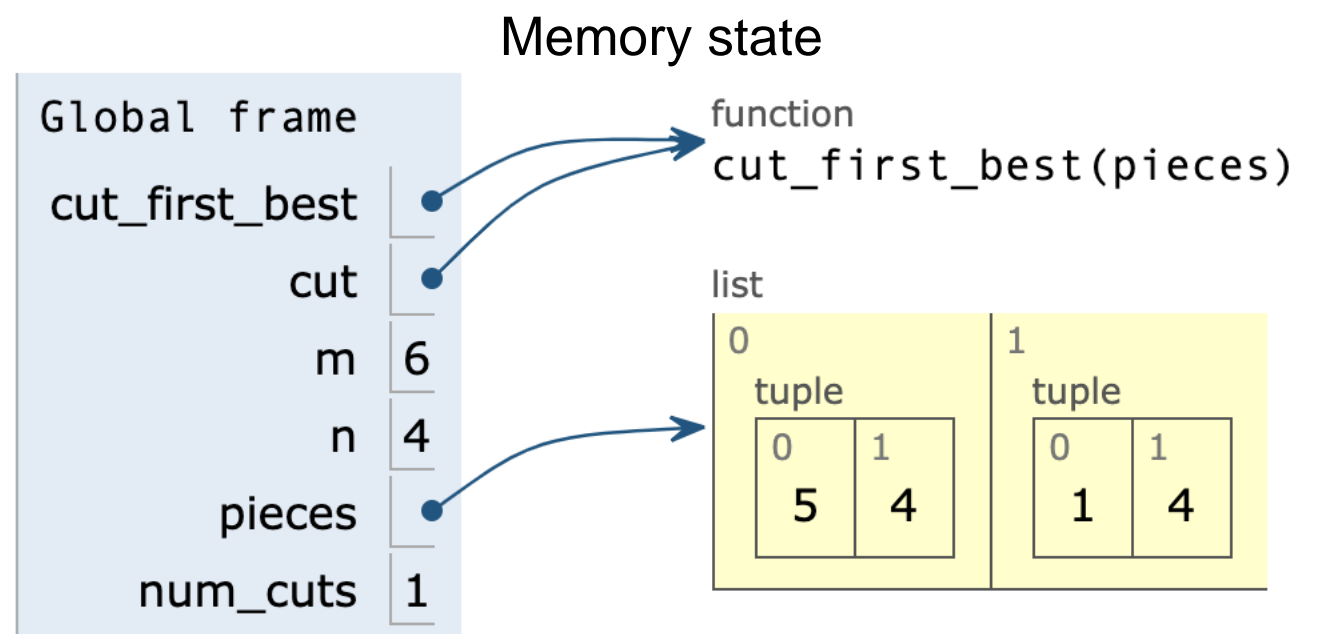 Memory state
Global frame
function
cut_first_best(pieces)
cut_first_best
cut
list
m 6
0 1
tuple tuple
n 4
0 1 0 1
pieces
5 4 1 4
num_cuts 1